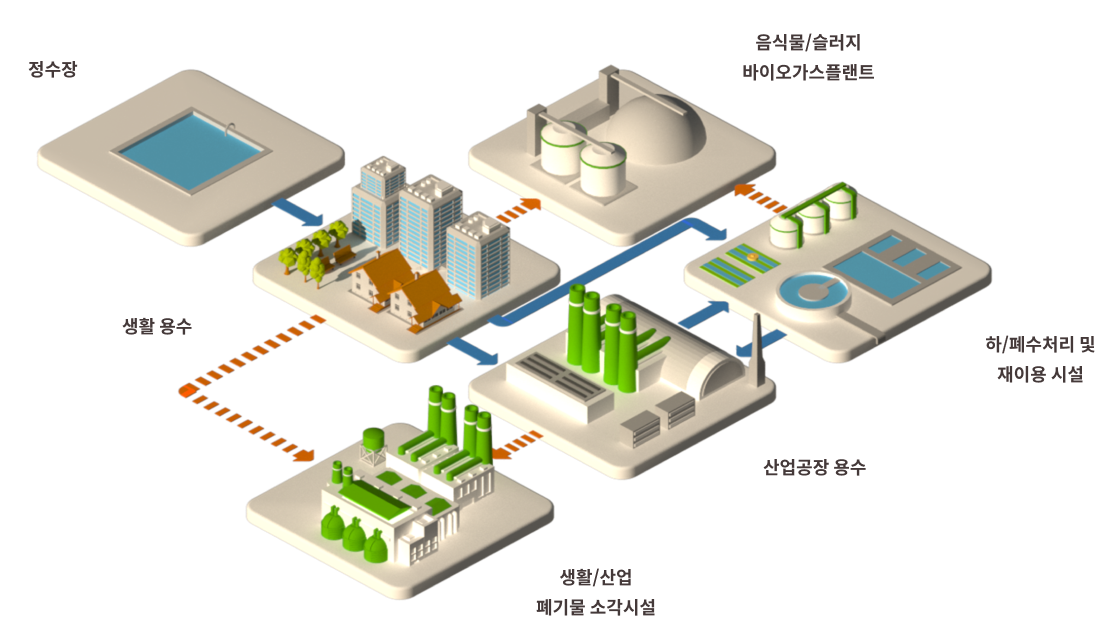 정수장
음식물/슬러지
바이오가스플랜트
생활 용수
하/폐수처리 및
재이용 시설
산업공장 용수
생활/산업
폐기물 소각시설